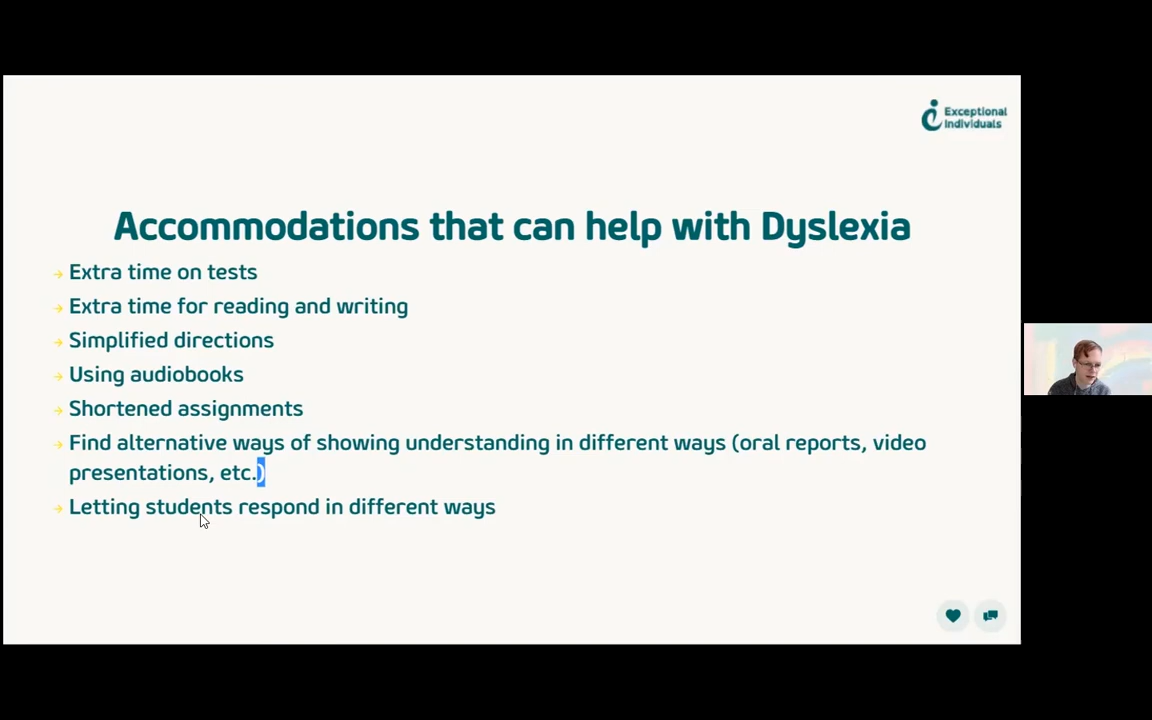 Exceptional
Individuals
Accommodations that can help with Dyslexia
Extra time on tests
Extra time for reading and writing
Simplified directions
Using audiobooks
Shortened assignments
Find alternative ways of showing understanding in different ways (oral reports, video
presentations, etc.)
Letting students respond in different ways